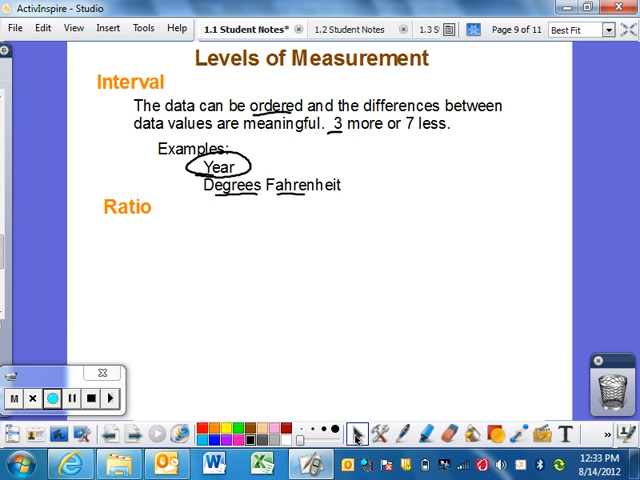 ActivInspire - Studio
File Edit View Insert Tools 1.1 Student Notes* 1.2 Student Notes 1.3 S Page 9 of 11 Best Fit
Levels of Measurement
Interval
The data can be ordered and the differences between
data values are meaningful. 3 more or 7 less.
Examples:
Year
Degrees Fahrenheit
Ratio
M
T »
12:33 PM
8/14/2012